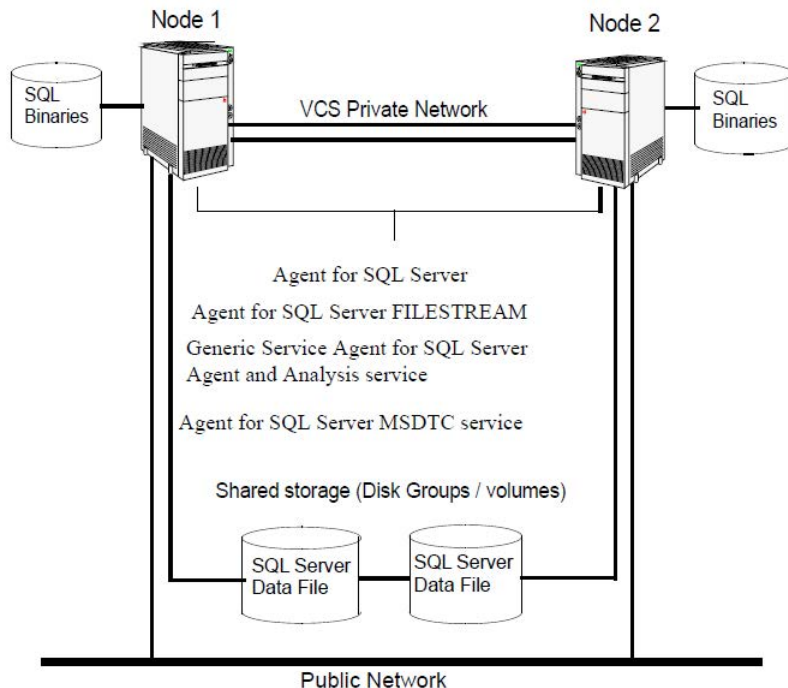 Node 1
Node 2
SQL
Binaries
VCS Private Network
SQL
Binaries
Agent for SQL Server
Agent for SQL Server FILESTREAM
Generic Service Agent for SQL Server
Agent and Analysis service
Agent for SQL Server MSDTC service
Shared storage (Disk Groups / volumes)
SQL Server
Data File
SQL Server
Data File
Public Network